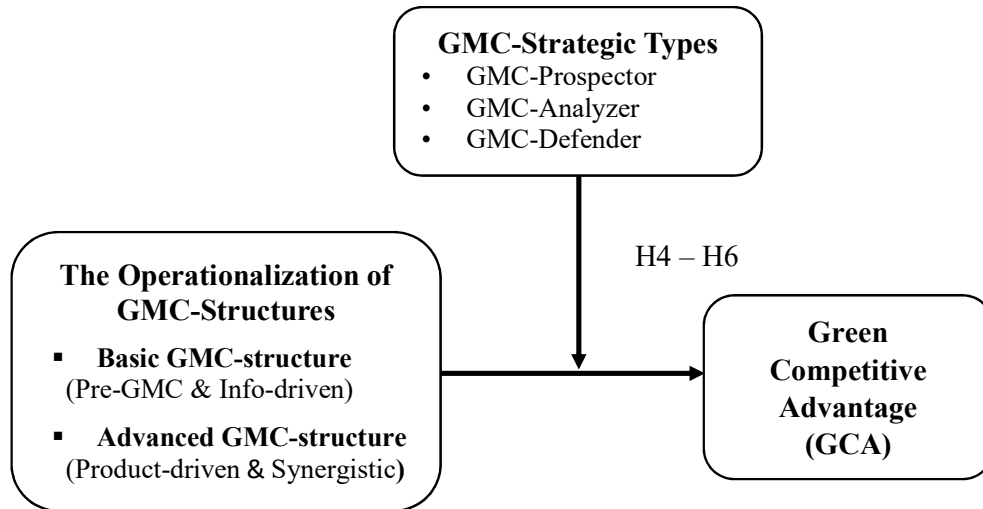 GMC-Strategic Types
• GMC-Prospector
• GMC-Analyzer
• GMC-Defender
H4 – H6
The Operationalization of
GMC-Structures
▪ Basic GMC-structure
(Pre-GMC & Info-driven)
▪ Advanced GMC-structure
(Product-driven & Synergistic)
Green
Competitive
Advantage
(GCA)